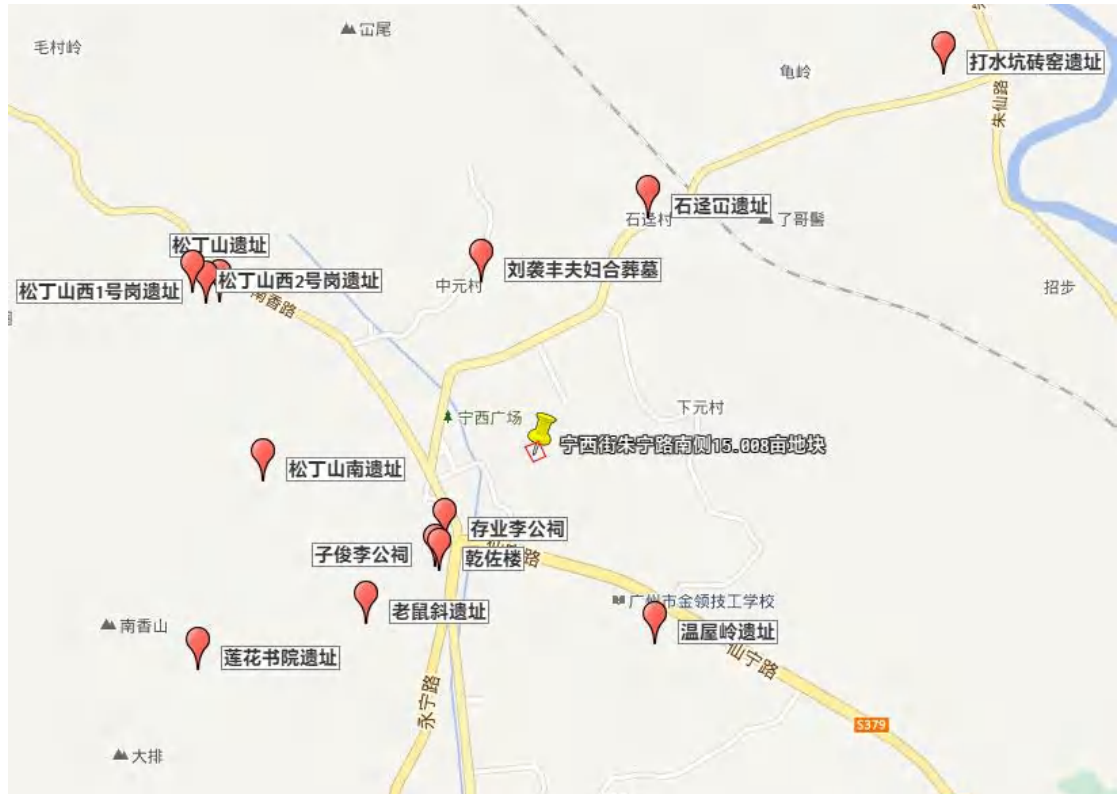 峦尾
毛村岭
打水坑砖窑遗址
龟岭
朱仙路
石迳冚遗址
石迳村
了哥髻
松丁山遗址
松丁山西2号岗遗址
松丁山西1号岗遗址
南香路
刘袭丰夫妇合葬墓
中元村
招步
下元村
宁西广场
宁西街朱宁路南侧15.008亩地块
松丁山南遗址
存业李公祠
子俊李公祠
乾佐楼
路
老鼠斜遗址
广州市金领技工学校
温屋岭遗址
南香山
莲花书院遗址
仙宁路
永宁路
S379
大排